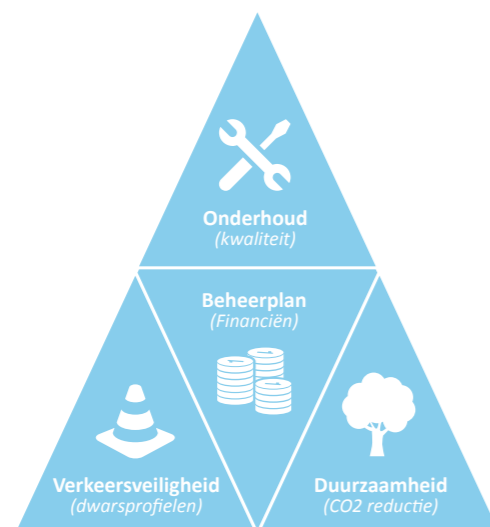 Onderhoud
(kwaliteit)
Beheerplan
(Financiën)
Verkeersveiligheid
(dwarsprofielen)
Duurzaamheid
(CO2 reductie)